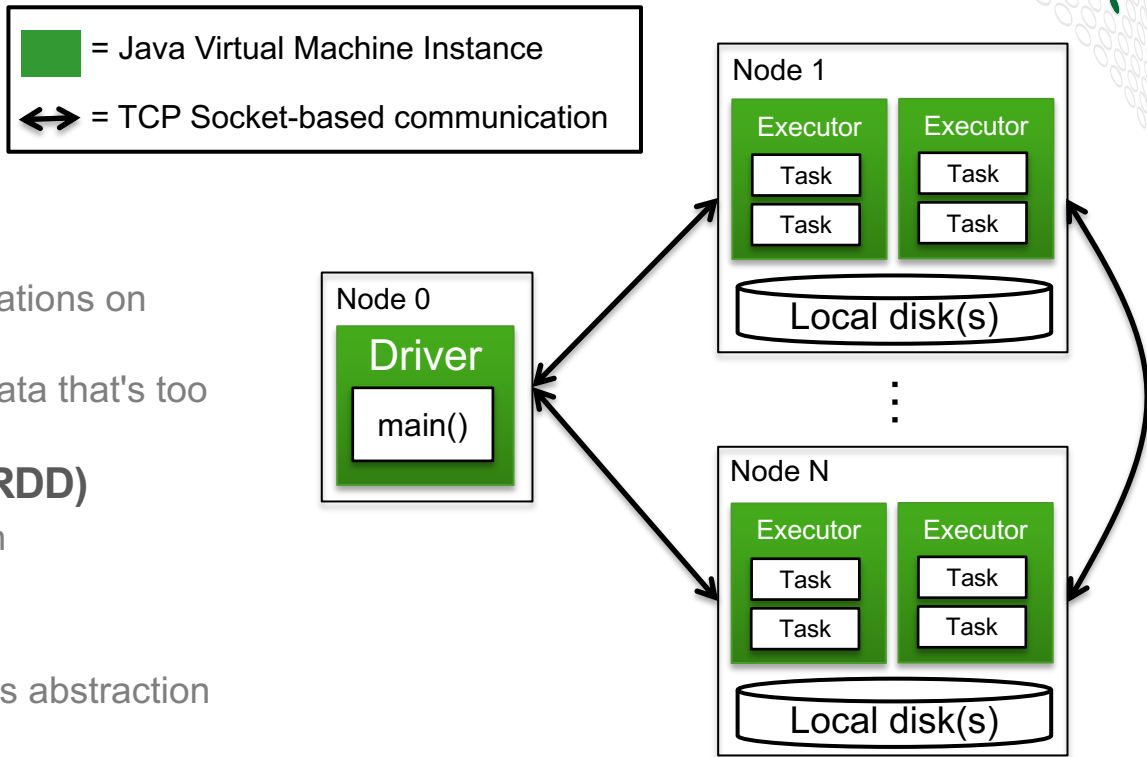 = Java Virtual Machine Instance
= TCP Socket-based communication
ations on
ata that's too
RDD)
s abstraction
Node 0
Driver
main()
Node 1
Executor
Executor
Task
Task
Task
Task
Local disk(s)
⋮
Node N
Executor
Executor
Task
Task
Task
Task
Local disk(s)